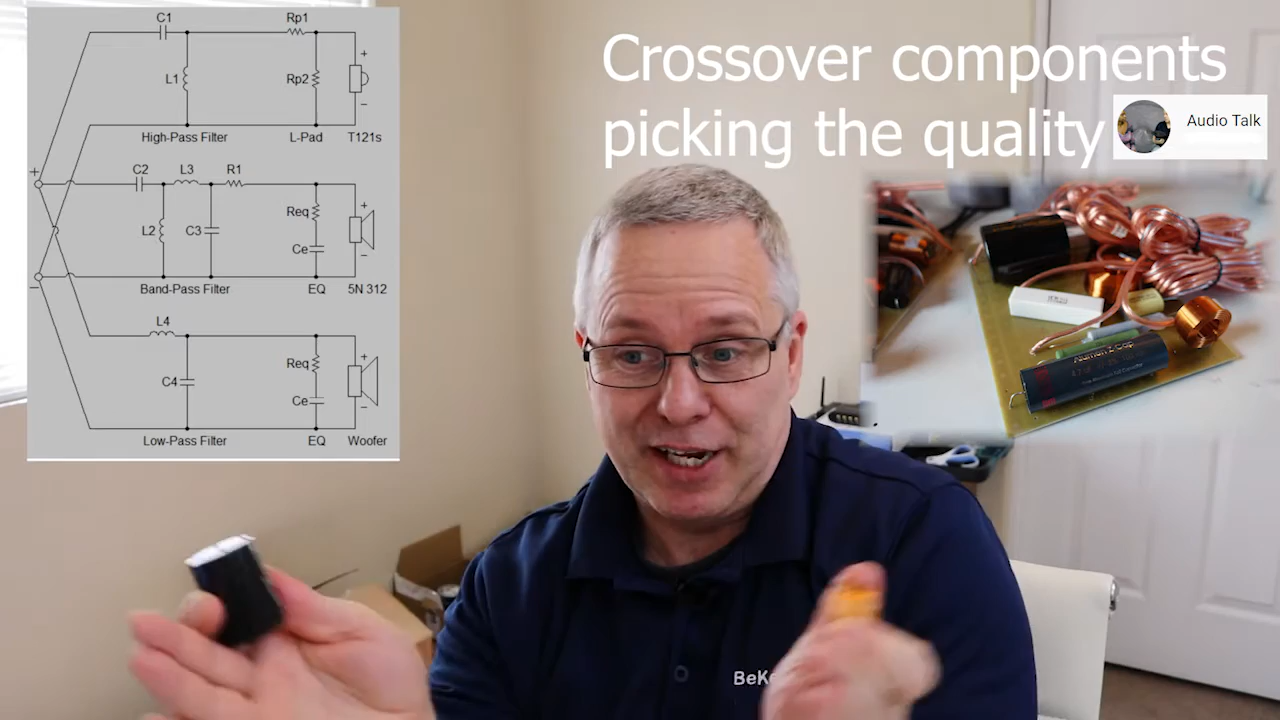 Crossover components
picking the quality
Audio Talk
C1
Rp1
L1
Rp2
+
−
High-Pass Filter
L-Pad
T121s
+
−
C2
L3
R1
+
L2
C3
Req
Ce
−
Band-Pass Filter
EQ
5N 312
L4
+
C4
Req
Ce
−
Low-Pass Filter
EQ
Woofer
Z-Cap
BeK